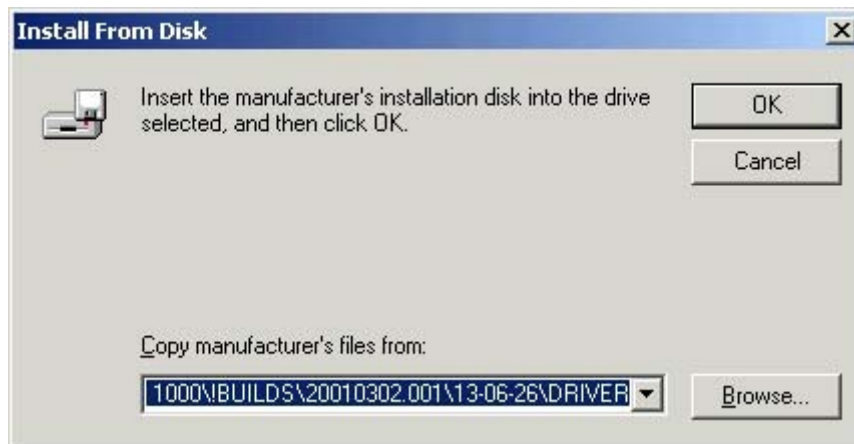 Install From Disk
Insert the manufacturer's installation disk into the drive
selected, and then click OK.
OK
Cancel
Copy manufacturer's files from:
1000\!BUILDS\20010302.001\13-06-26\DRIVER
Browse...